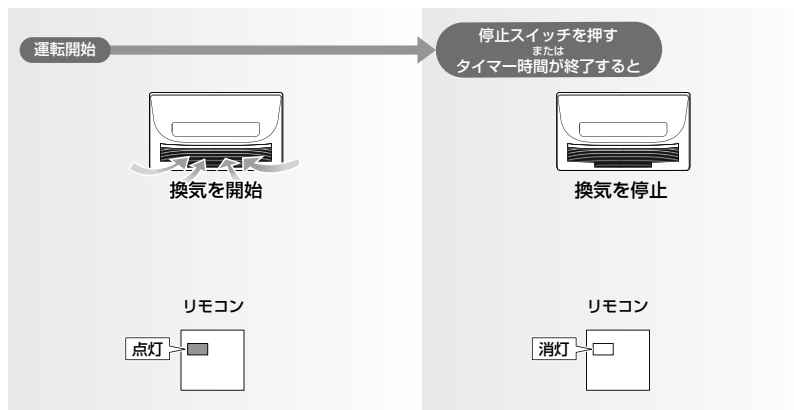 運転開始
停止スイッチを押す
または
タイマー時間が終了すると
換気を開始
換気を停止
リモコン
リモコン
点灯
消灯